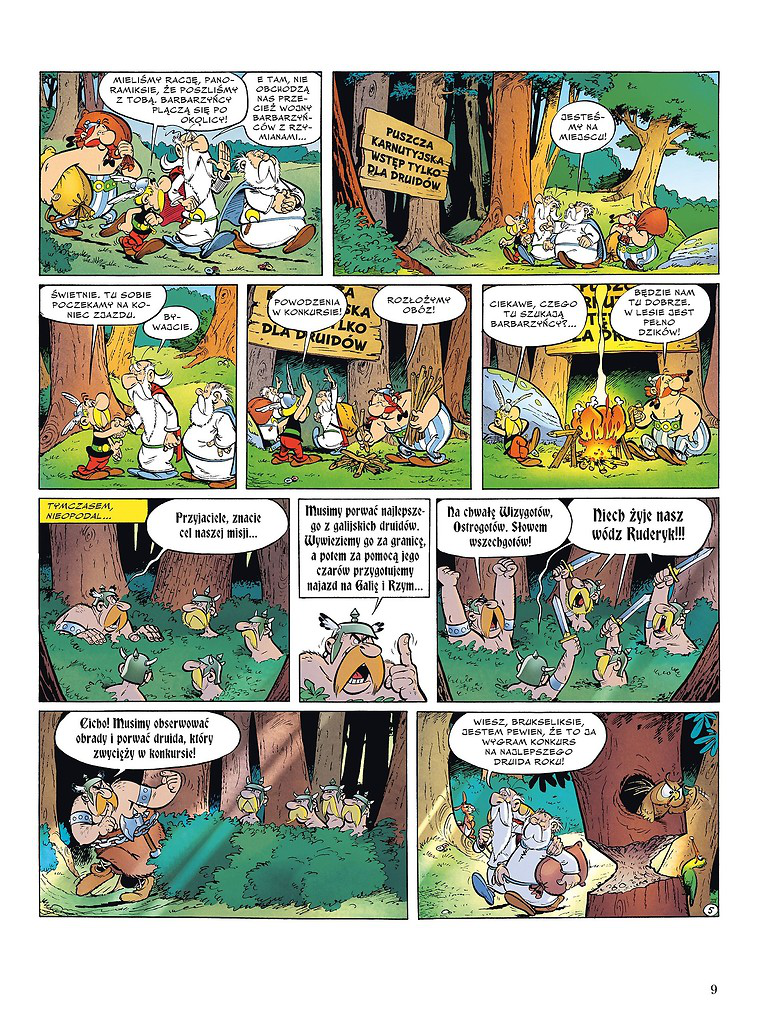 MIELIŚMY RACJĘ, PANO-
RAMIKSIE, ŻE POSZLIŚMY
Z TOBĄ. BARBARZYŃCY
PLĄCZĄ SIĘ PO
OKOLICY!
E TAM, NIE
OBCHODZĄ
NAS PRZE-
CIEŻ WOJNY
BARBARZYŃ-
CÓW Z RZY-
MIANAMI...
PUSZCZA
KARNUTYJSKA
WSTĘP TYLKO
DLA DRUIDÓW
JESTEŚ-
MY NA
MIEJSCU!
ŚWIETNIE. TU SOBIE
POCZEKAMY NA KO-
NIEC ZJAZDU.
BY-
WAJCIE.
POWODZENIA
W KONKURSIE!
ROZŁOŻYMY
OBÓZ!
DLA DRUIDÓW
CIEKAWE, CZEGO
TU SZUKAJĄ
BARBARZYŃCY?...
BĘDZIE NAM
TU DOBRZE.
W LESIE JEST
PEŁNO
DZIKÓW!
TYMCZASEM,
NIEOPODAL...
Przyjaciele, znacie
cel naszej misji...
Musimy porwać najlepsze-
go z galijskich druidów.
Wywieziemy go za granicę,
a potem za pomocą jego
czarów przygotujemy
najazd na Galię i Rzym...
Na chwałę Wizygotów,
Ostrogotów. Słowem
wszechgotów!
Niech żyje nasz
wódz Ruderyk!!!
Cicho! Musimy obserwować
obrady i porwać druida, który
zwycięży w konkursie!
WIESZ, BRUKSELIKSIE,
JESTEM PEWIEN, ŻE TO JA
WYGRAM KONKURS
NA NAJLEPSZEGO
DRUIDA ROKU!
5
9